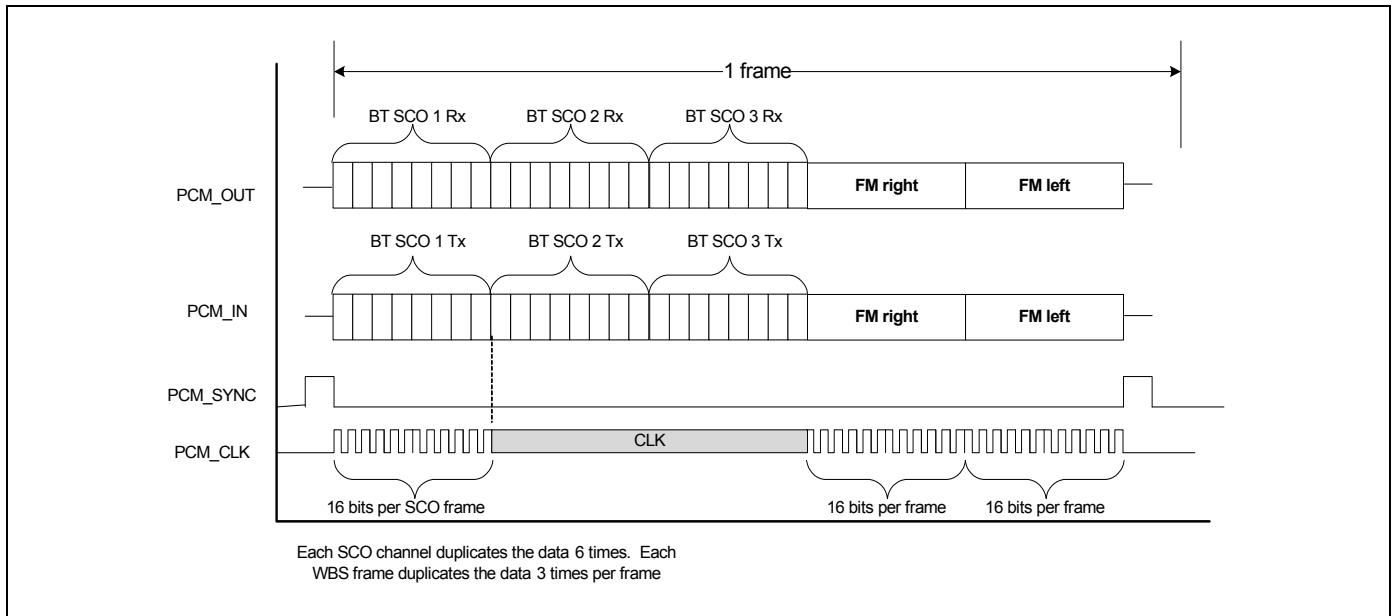 1 frame
BT SCO 1 Rx
BT SCO 2 Rx
BT SCO 3 Rx
PCM_OUT
FM right
FM left
BT SCO 1 Tx
BT SCO 2 Tx
BT SCO 3 Tx
PCM_IN
FM right
FM left
PCM_SYNC
PCM_CLK
CLK
16 bits per SCO frame
16 bits per frame
16 bits per frame
Each SCO channel duplicates the data 6 times. Each
WBS frame duplicates the data 3 times per frame